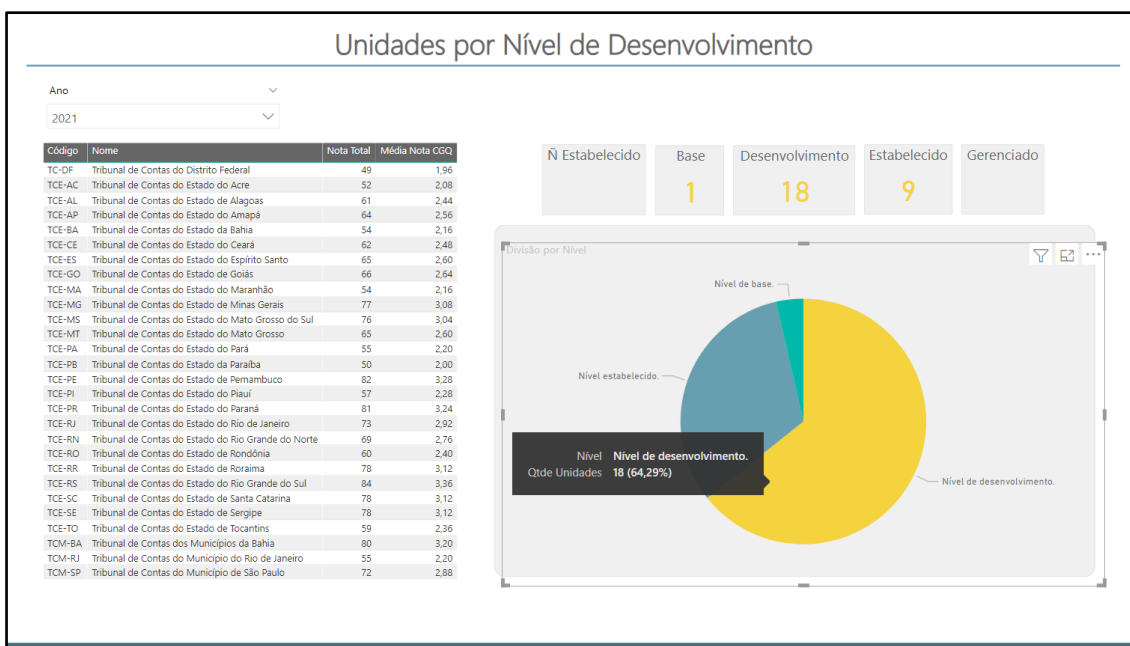 Unidades por Nível de Desenvolvimento
Ano
2021
Código Nome Nota Total Média Nota CGQ
TC-DF Tribunal de Contas do Distrito Federal 49 1,96
TCE-AC Tribunal de Contas do Estado do Acre 52 2,08
TCE-AL Tribunal de Contas do Estado de Alagoas 61 2,44
TCE-AP Tribunal de Contas do Estado do Amapá 64 2,56
TCE-BA Tribunal de Contas do Estado da Bahia 54 2,16
TCE-CE Tribunal de Contas do Estado do Ceará 62 2,48
TCE-ES Tribunal de Contas do Estado do Espírito Santo 65 2,60
TCE-GO Tribunal de Contas do Estado de Goiás 66 2,64
TCE-MA Tribunal de Contas do Estado do Maranhão 54 2,16
TCE-MG Tribunal de Contas do Estado de Minas Gerais 77 3,08
TCE-MS Tribunal de Contas do Estado do Mato Grosso do Sul 76 3,04
TCE-MT Tribunal de Contas do Estado do Mato Grosso 65 2,60
TCE-PA Tribunal de Contas do Estado do Pará 55 2,20
TCE-PB Tribunal de Contas do Estado da Paraíba 50 2,00
TCE-PE Tribunal de Contas do Estado de Pernambuco 82 3,28
TCE-PI Tribunal de Contas do Estado do Piauí 57 2,28
TCE-PR Tribunal de Contas do Estado do Paraná 81 3,24
TCE-RJ Tribunal de Contas do Estado do Rio de Janeiro 73 2,92
TCE-RN Tribunal de Contas do Estado do Rio Grande do Norte 69 2,76
TCE-RO Tribunal de Contas do Estado de Rondônia 60 2,40
TCE-RR Tribunal de Contas do Estado de Roraima 78 3,12
TCE-RS Tribunal de Contas do Estado do Rio Grande do Sul 84 3,36
TCE-SC Tribunal de Contas do Estado de Santa Catarina 78 3,12
TCE-SE Tribunal de Contas do Estado de Sergipe 78 3,12
TCE-TO Tribunal de Contas do Estado de Tocantins 59 2,36
TCM-BA Tribunal de Contas dos Municípios da Bahia 80 3,20
TCM-RJ Tribunal de Contas do Município do Rio de Janeiro 55 2,20
TCM-SP Tribunal de Contas do Município de São Paulo 72 2,88
Ñ Estabelecido Base Desenvolvimento Estabelecido Gerenciado
1 18 9
Divisão por Nível
Nível de base.
Nível estabelecido.
Nível Nível de desenvolvimento.
Qtde Unidades 18 (64,29%)
Nível de desenvolvimento.